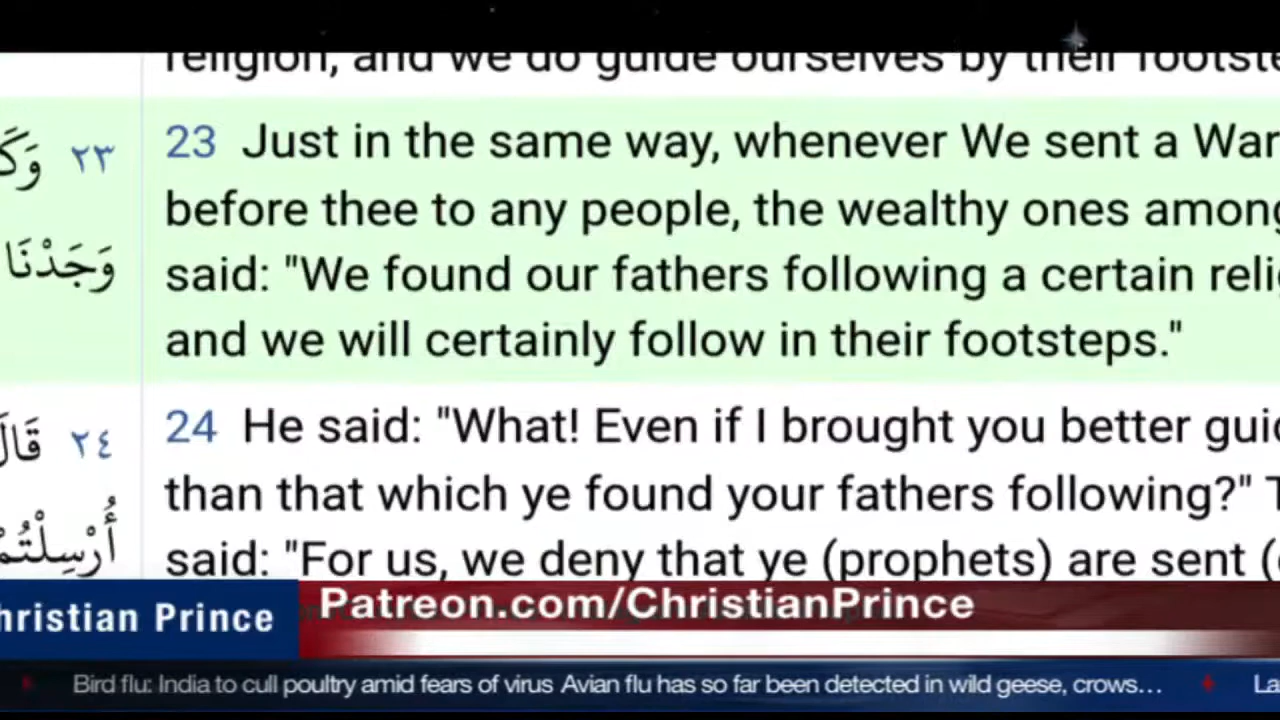 religion, and we do guide ourselves by their footste
٢٣ وَكَ
23 Just in the same way, whenever We sent a War
before thee to any people, the wealthy ones among
وَجَدْنَا
said: "We found our fathers following a certain reli
and we will certainly follow in their footsteps."
٢٤ قَالَ
24 He said: "What! Even if I brought you better guid
than that which ye found your fathers following?" T
أُرْسِلْتُمْ
said: "For us, we deny that ye (prophets) are sent (
hristian Prince
Patreon.com/ChristianPrince
Bird flu: India to cull poultry amid fears of virus Avian flu has so far been detected in wild geese, crows... La